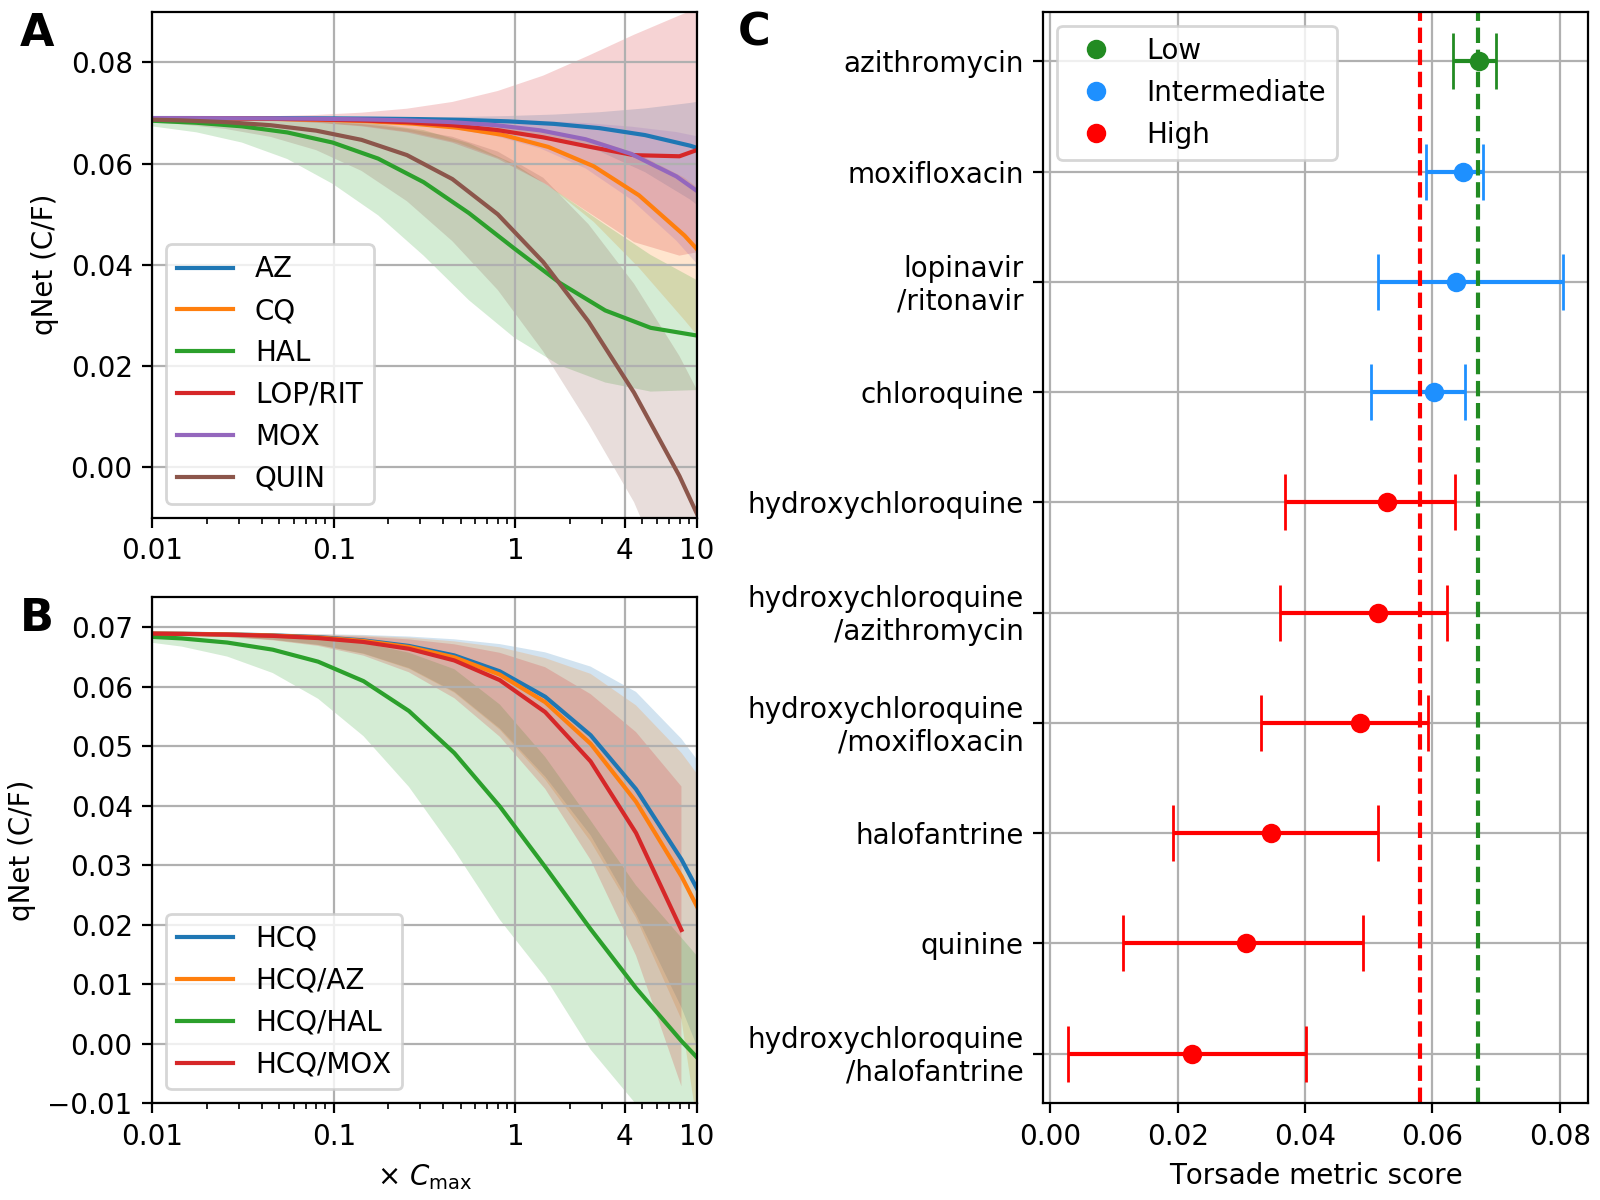 A
qNet (C/F)
0.08
0.06
0.04
0.02
0.00
AZ
CQ
HAL
LOP/RIT
MOX
QUIN
0.01 0.1 1 4 10
B
qNet (C/F)
0.07
0.06
0.05
0.04
0.03
0.02
0.01
0.00
−0.01
HCQ
HCQ/AZ
HCQ/HAL
HCQ/MOX
0.01 0.1 1 4 10
× Cmax
C
Low
Intermediate
High
azithromycin
moxifloxacin
lopinavir
/ritonavir
chloroquine
hydroxychloroquine
hydroxychloroquine
/azithromycin
hydroxychloroquine
/moxifloxacin
halofantrine
quinine
hydroxychloroquine
/halofantrine
0.00 0.02 0.04 0.06 0.08
Torsade metric score